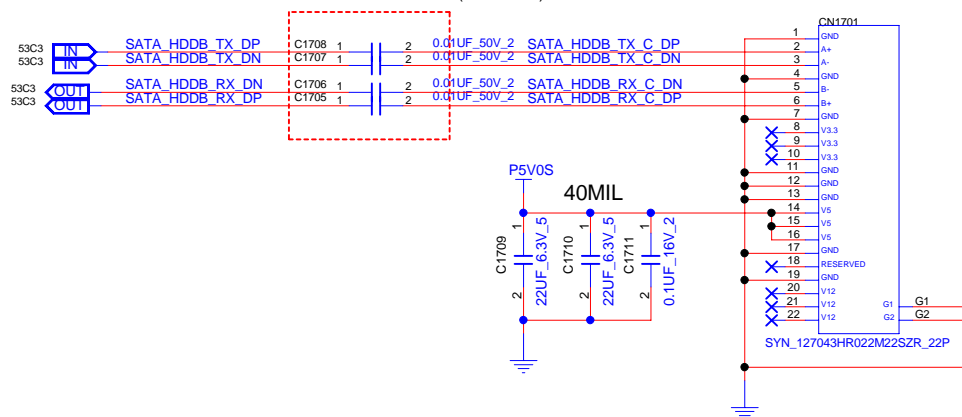 CN1701
53C3 IN SATA_HDDB_TX_DP C1708 1 2 0.01UF_50V_2 SATA_HDDB_TX_C_DP
53C3 IN SATA_HDDB_TX_DN C1707 1 2 0.01UF_50V_2 SATA_HDDB_TX_C_DN
53C3 OUT SATA_HDDB_RX_DN C1706 1 2 0.01UF_50V_2 SATA_HDDB_RX_C_DN
53C3 OUT SATA_HDDB_RX_DP C1705 1 2 0.01UF_50V_2 SATA_HDDB_RX_C_DP
1 GND
2 A+
3 A-
4 GND
5 B-
6 B+
7 GND
8 V3.3
9 V3.3
10 V3.3
11 GND
12 GND
13 GND
14 V5
15 V5
16 V5
17 GND
18 RESERVED
19 GND
20 V12
21 V12
22 V12
G1 G1
G2 G2
SYN_127043HR022M22SZR_22P
P5V0S
40MIL
1 C1709 2 22UF_6.3V_5
1 C1710 2 22UF_6.3V_5
1 C1711 2 0.1UF_16V_2